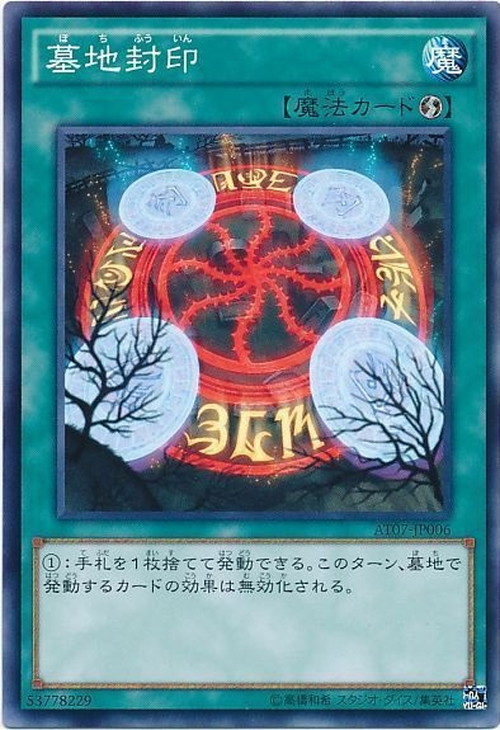 墓地封印
魔
【魔法カード】
AT07-JP006
①:手札を1枚捨てて発動できる。このターン、墓地で
発動するカードの効果は無効化される。
53778229
©高橋和希 スタジオ・ダイス/集英社